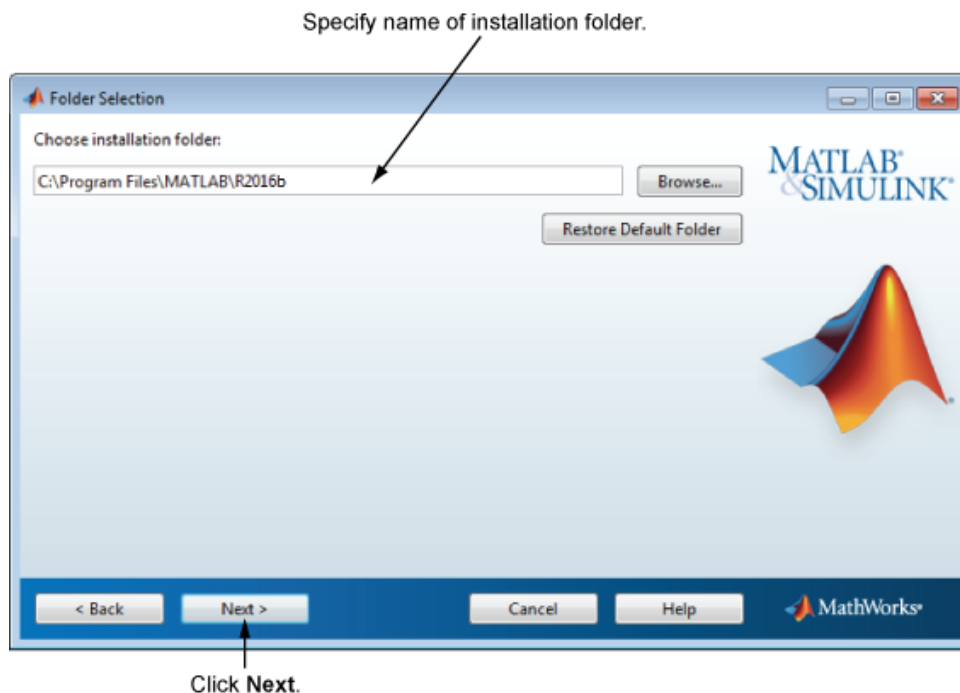 Specify name of installation folder.
Folder Selection
Choose installation folder:
C:\Program Files\MATLAB\R2016b
Browse...
Restore Default Folder
MATLAB®
&SIMULINK®
®
< Back
Next >
Cancel
Help
MathWorks®
Click Next.